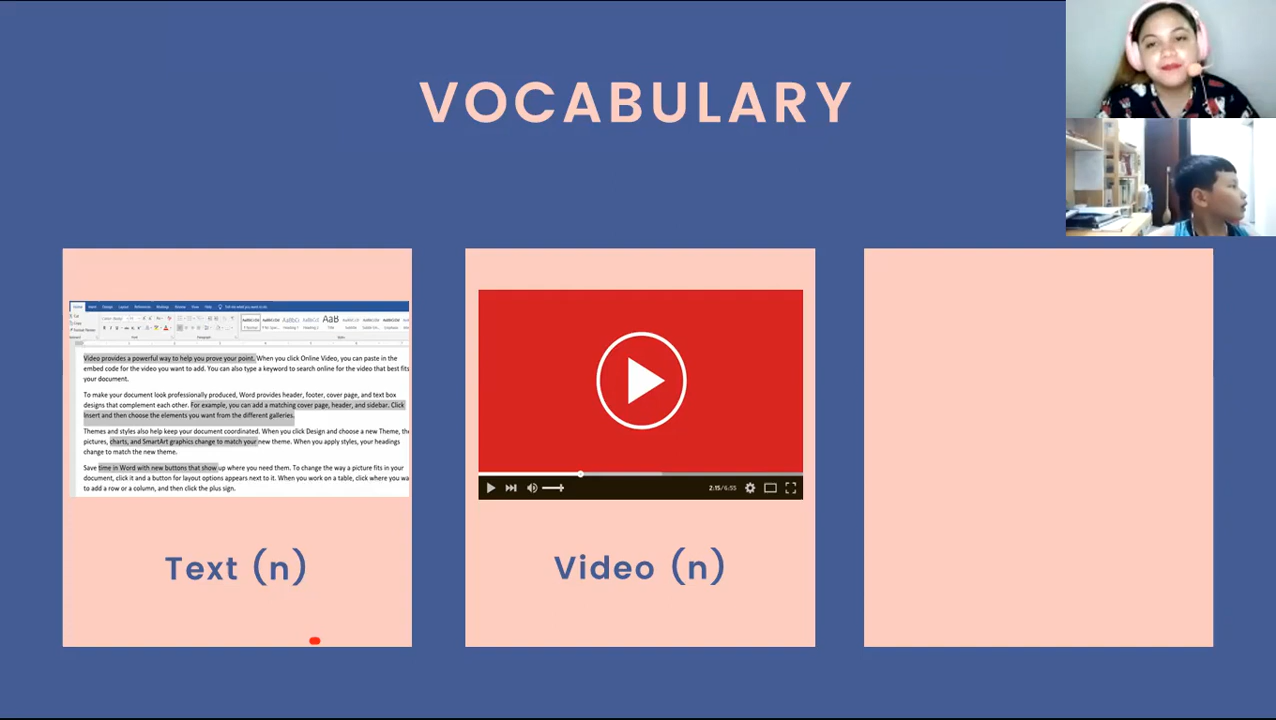 VOCABULARY
Video provides a powerful way to help you prove your point. When you click Online Video, you can paste in the
embed code for the video you want to add. You can also type a keyword to search online for the video that best fits
your document.
To make your document look professionally produced, Word provides header, footer, cover page, and text box
designs that complement each other. For example, you can add a matching cover page, header, and sidebar. Click
Insert and then choose the elements you want from the different galleries.
Themes and styles also help keep your document coordinated. When you click Design and choose a new Theme, the
pictures, charts, and SmartArt graphics change to match your new theme. When you apply styles, your headings
change to match the new theme.
Save time in Word with new buttons that show up where you need them. To change the way a picture fits in your
document, click it and a button for layout options appears next to it. When you work on a table, click where you wa
to add a row or a column, and then click the plus sign.
Text (n)
2:15/6:55
Video (n)